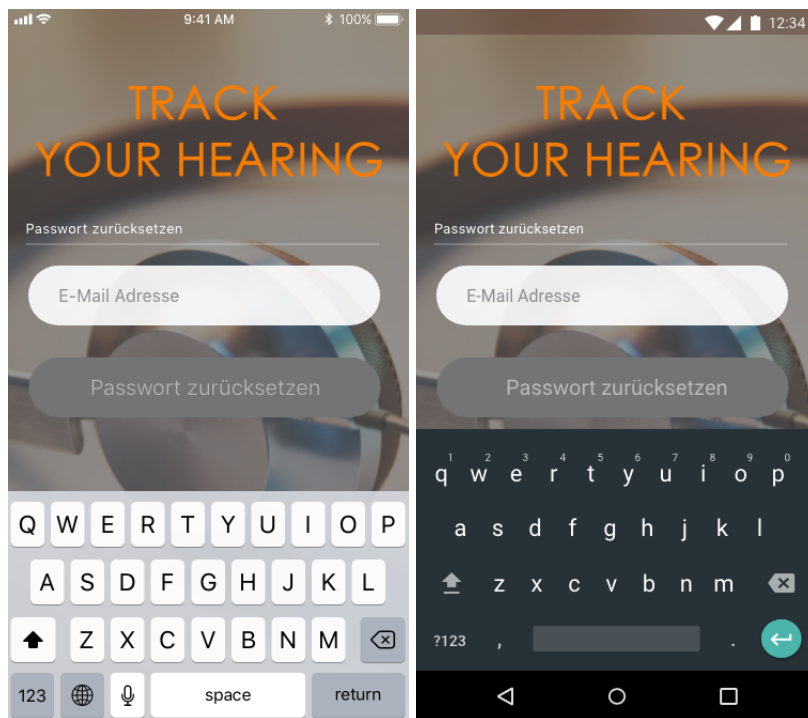 9:41 AM
100%
TRACK
YOUR HEARING
Passwort zurücksetzen
E-Mail Adresse
Passwort zurücksetzen
Q W E R T Y U I O P
A S D F G H J K L
Z X C V B N M
123 space return
12:34
TRACK
YOUR HEARING
Passwort zurücksetzen
E-Mail Adresse
Passwort zurücksetzen
1 2 3 4 5 6 7 8 9 0
q w e r t y u i o p
a s d f g h j k l
z x c v b n m
?123 , .